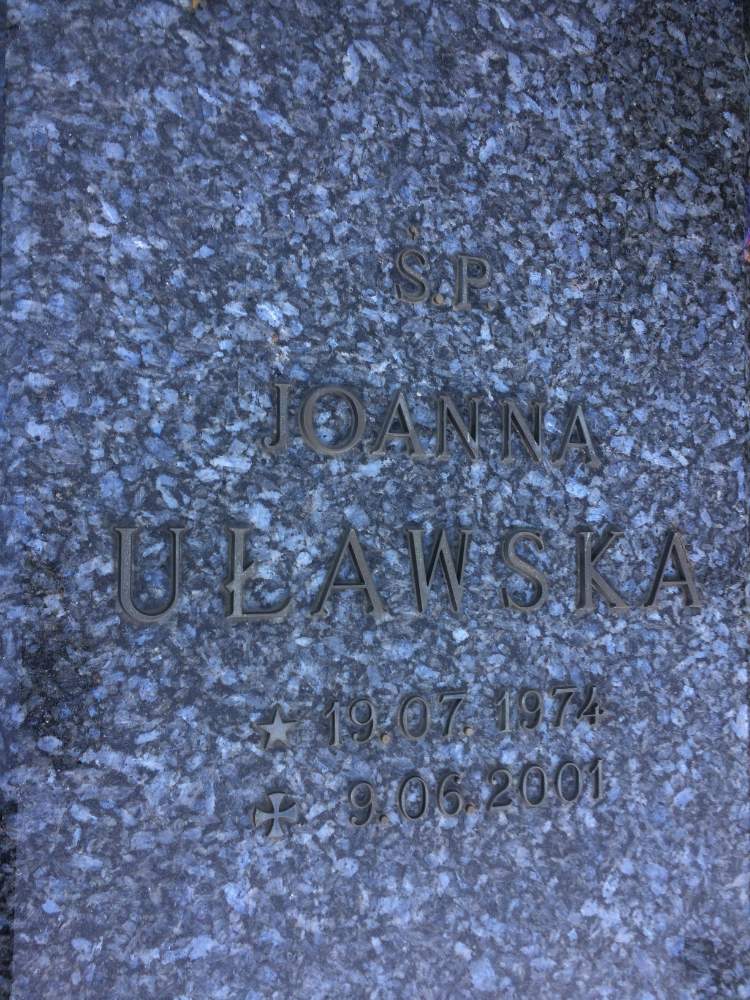 Ś.P.
JOANNA
UŁAWSKA
★ 19.07.1974
✠ 9.06.2001